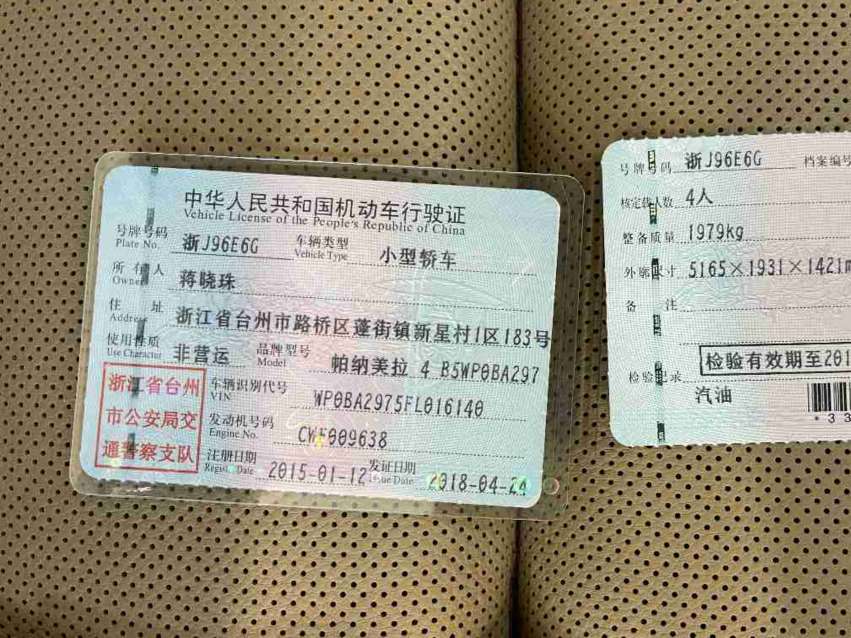 中华人民共和国机动车行驶证
Vehicle License of the People's Republic of China
号牌号码 浙J96E6G 车辆类型 小型轿车
Plate No. Vehicle Type
所有人 蒋晓珠
Owner
住址 浙江省台州市路桥区蓬街镇新星村1区183号
Address
使用性质 非营运 品牌型号 帕纳美拉 4 B5WP0BA297
Use Character Model
浙江省台州
市公安局交
通警察支队
车辆识别代号 WP0BA2975FL016140
VIN
发动机号码 CWF009638
Engine No.
注册日期 2015-01-12 发证日期 2018-04-24
Register Date Issue Date
号牌号码 浙J96E6G 档案编号
核定载人数 4人
整备质量 1979kg
外廓尺寸 5165×1931×1421m
备注
检验记录 检验有效期至201
汽油
*33